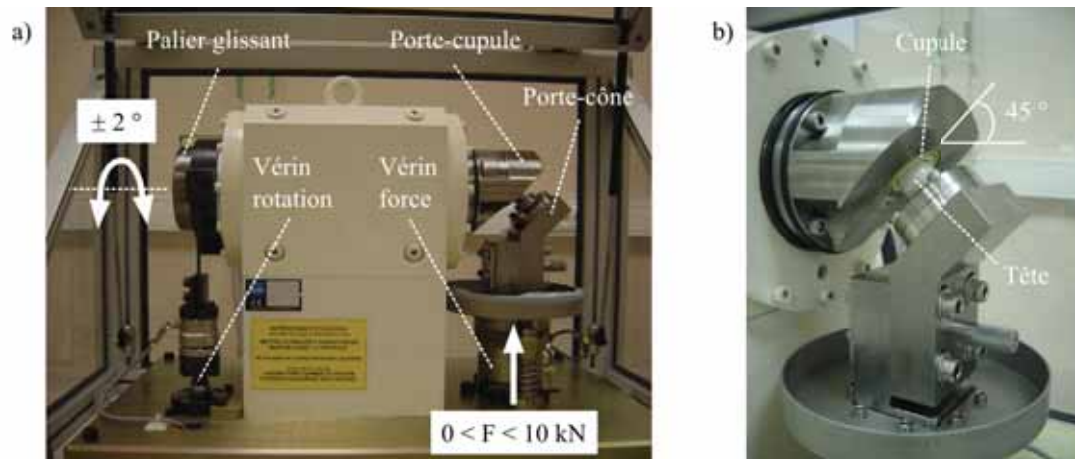 a)
Palier glissant
Porte-cupule
Porte-cône
± 2 °
Vérin
rotation
Vérin
force
0 < F < 10 kN
b)
Cupule
45 °
Tête